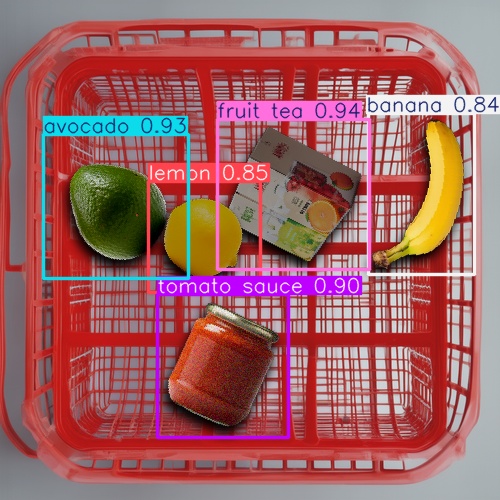 fruit tea 0.94
banana 0.84
avocado 0.93
lemon 0.85
tomato sauce 0.90